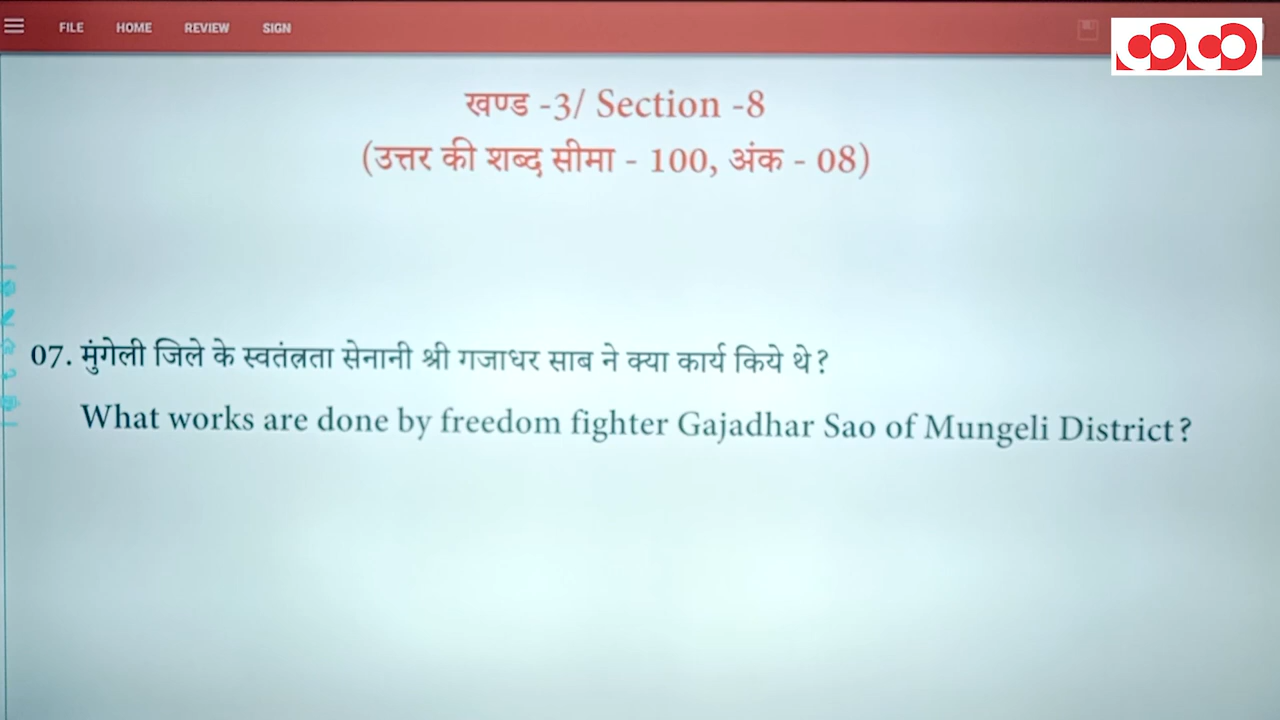 FILE HOME REVIEW SIGN
खण्ड -3/ Section -8
(उत्तर की शब्द सीमा - 100, अंक - 08)
07. मुंगेली जिले के स्वतंत्रता सेनानी श्री गजाधर साब ने क्या कार्य किये थे?
What works are done by freedom fighter Gajadhar Sao of Mungeli District?